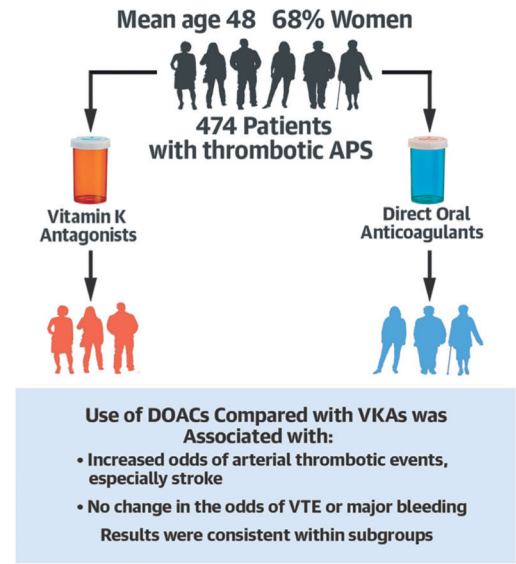 Mean age 48 68% Women
474 Patients
with thrombotic APS
Vitamin K
Antagonists
Direct Oral
Anticoagulants
Use of DOACs Compared with VKAs was
Associated with:
• Increased odds of arterial thrombotic events,
especially stroke
• No change in the odds of VTE or major bleeding
Results were consistent within subgroups